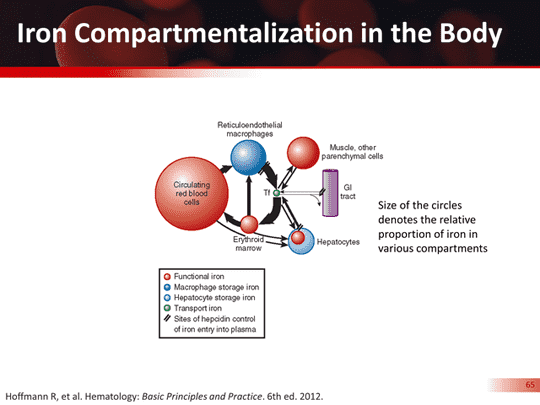 Iron Compartmentalization in the Body
Reticuloendothelial
macrophages
Muscle, other
parenchymal cells
Circulating
red blood
cells
Tf
GI
tract
Size of the circles
denotes the relative
proportion of iron in
various compartments
Erythroid
marrow
Hepatocytes
Functional iron
Macrophage storage iron
Hepatocyte storage iron
Transport iron
Sites of hepcidin control
of iron entry into plasma
65
Hoffmann R, et al. Hematology: Basic Principles and Practice. 6th ed. 2012.